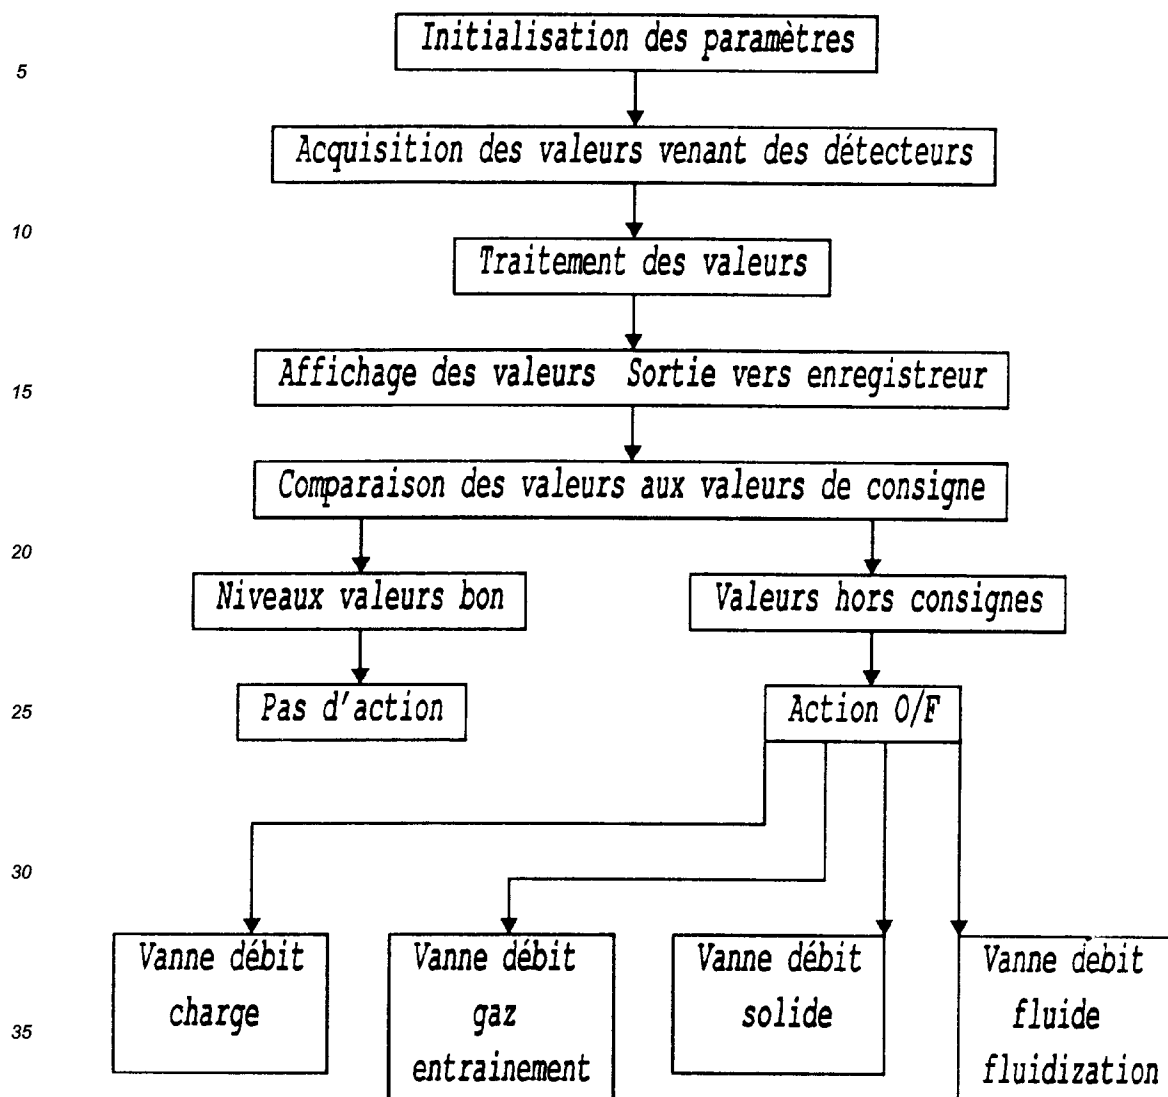 Initialisation des paramètres
5
Acquisition des valeurs venant des détecteurs
10
Traitement des valeurs
Affichage des valeurs Sortie vers enregistreur
15
Comparaison des valeurs aux valeurs de consigne
20
Niveaux valeurs bon
Valeurs hors consignes
25
Pas d'action
Action O/F
30
Vanne débit
charge
Vanne débit
gaz
entrainement
Vanne débit
solide
Vanne debit
fluide
fluidization
35